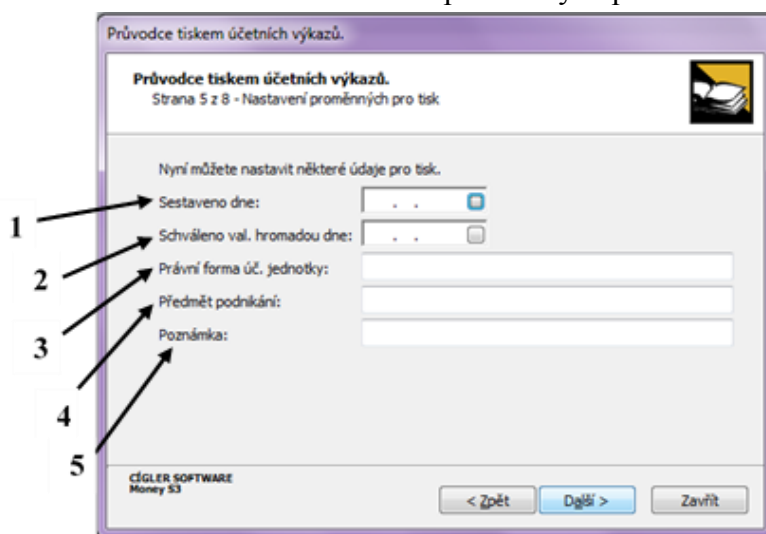 Průvodce tiskem účetních výkazů.
Průvodce tiskem účetních výkazů.
Strana 5 z 8 - Nastavení proměnných pro tisk
Nyní můžete nastavit některé údaje pro tisk.
1 Sestaveno dne: . .
2 Schváleno val. hromadou dne: . .
3 Právní forma úč. jednotky:
4 Předmět podnikání:
5 Poznámka:
CÍGLER SOFTWARE
Money S3
< Zpět Další > Zavřít